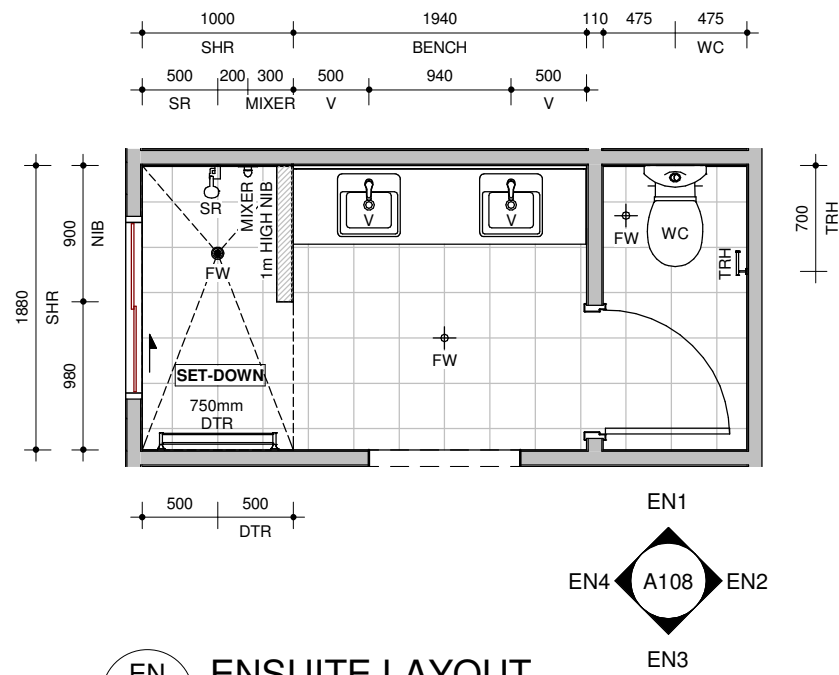 1000 1940 110 475 475
SHR BENCH WC
500 200 300 500 940 500
SR MIXER V V
1880
SHR
900
NIB
980
SR
MIXER
1m HIGH NIB
FW
V
V
FW
FW
WC
TRH
700
TRH
SET-DOWN
750mm
DTR
500 500
DTR
EN1
EN4 A108 EN2
EN3
EN ENSUITE LAYOUT